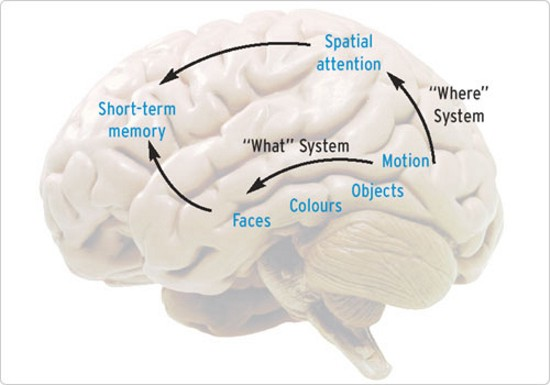 Spatial
attention
“Where”
System
Short-term
memory
“What” System
Motion
Objects
Colours
Faces